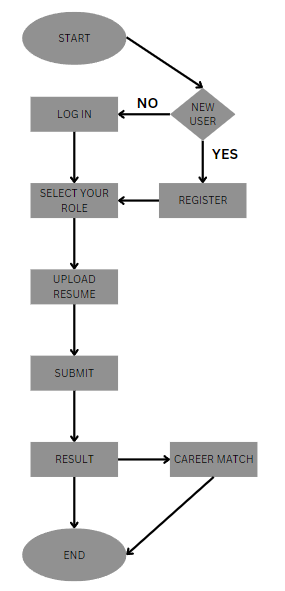 START
NEW
USER
NO
LOG IN
YES
SELECT YOUR
ROLE
REGISTER
UPLOAD
RESUME
SUBMIT
RESULT
CAREER MATCH
END